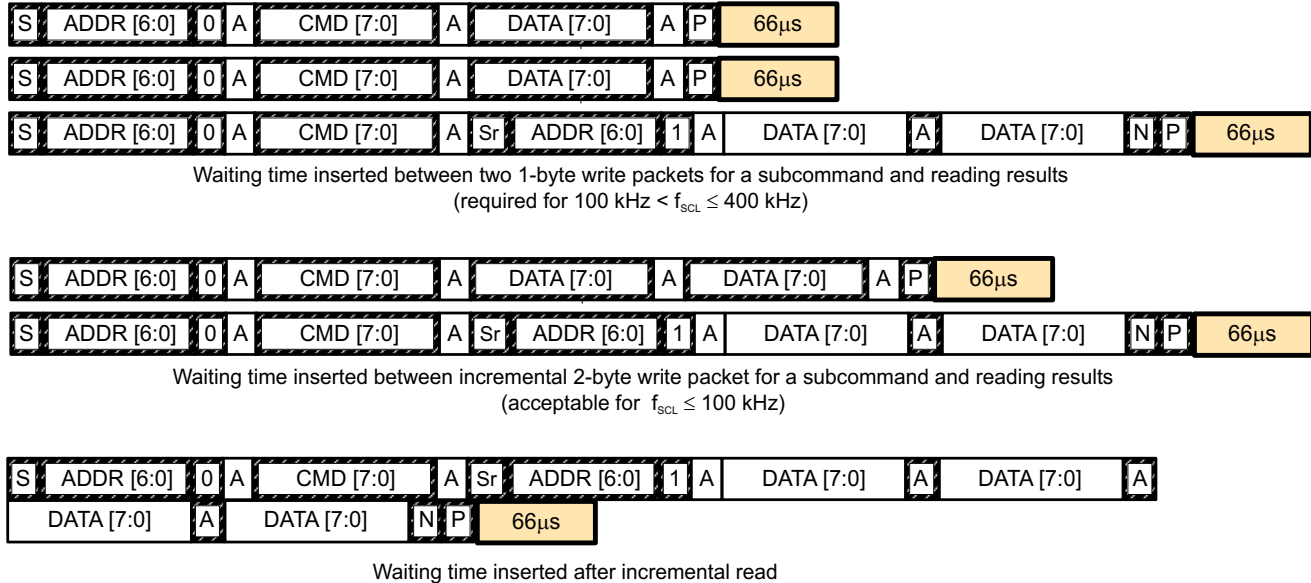 S ADDR [6:0] 0 A CMD [7:0] A DATA [7:0] A P 66μs
S ADDR [6:0] 0 A CMD [7:0] A DATA [7:0] A P 66μs
S ADDR [6:0] 0 A CMD [7:0] A Sr ADDR [6:0] 1 A DATA [7:0] A DATA [7:0] N P 66μs
Waiting time inserted between two 1-byte write packets for a subcommand and reading results
(required for 100 kHz < fSCL ≤ 400 kHz)
S ADDR [6:0] 0 A CMD [7:0] A DATA [7:0] A DATA [7:0] A P 66μs
S ADDR [6:0] 0 A CMD [7:0] A Sr ADDR [6:0] 1 A DATA [7:0] A DATA [7:0] N P 66μs
Waiting time inserted between incremental 2-byte write packet for a subcommand and reading results
(acceptable for fSCL ≤ 100 kHz)
S ADDR [6:0] 0 A CMD [7:0] A Sr ADDR [6:0] 1 A DATA [7:0] A DATA [7:0] A
DATA [7:0] A DATA [7:0] N P 66μs
Waiting time inserted after incremental read